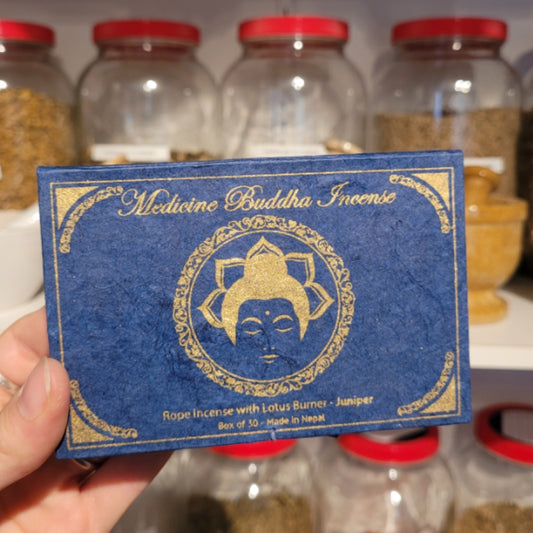 Medicine Buddha Incense
Rope Incense with Lotus Burner - Juniper
Box of 30 - Made in Nepal